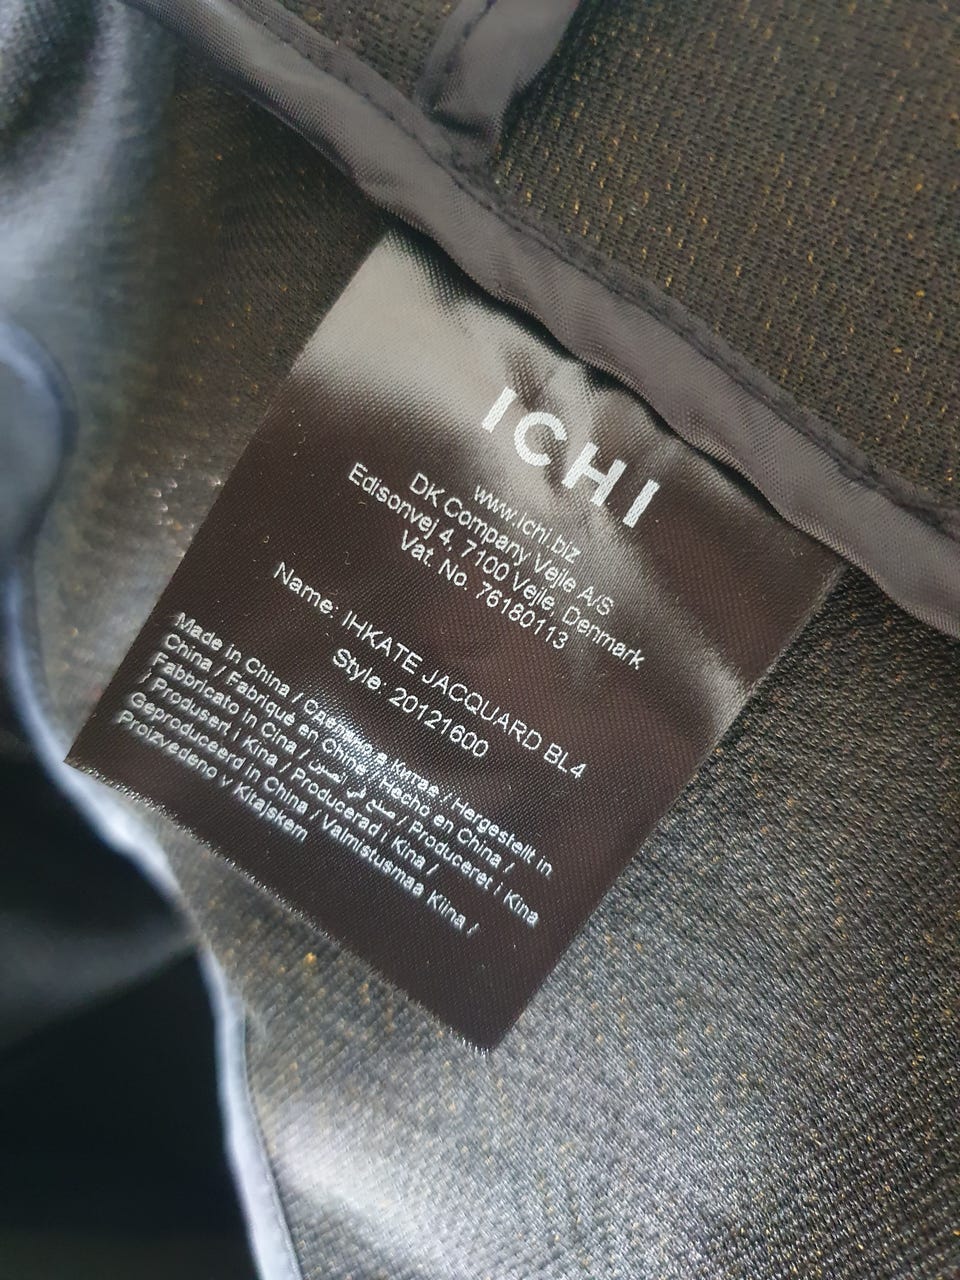 ICHI
www.ichi.biz
DK Company Vejle A/S
Edisonvej 4, 7100 Vejle, Denmark
Vat. No. 76180113
Name: IHKATE JACQUARD BL4
Style: 20121600
Made in China / Сделано в Китае / Hergestellt in
China / Fabriqué en Chine / Hecho en China /
Fabbricato in Cina / صنع في الصين / Produceret i Kina
/ Produsert i Kina / Producerad i Kina /
Geproduceerd in China / Valmistusmaa Kiina /
Proizvedeno v Kitajskem